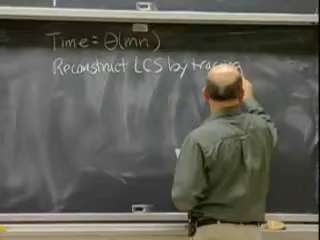 Time = Θ(mn)
Reconstruct LCS by tracing